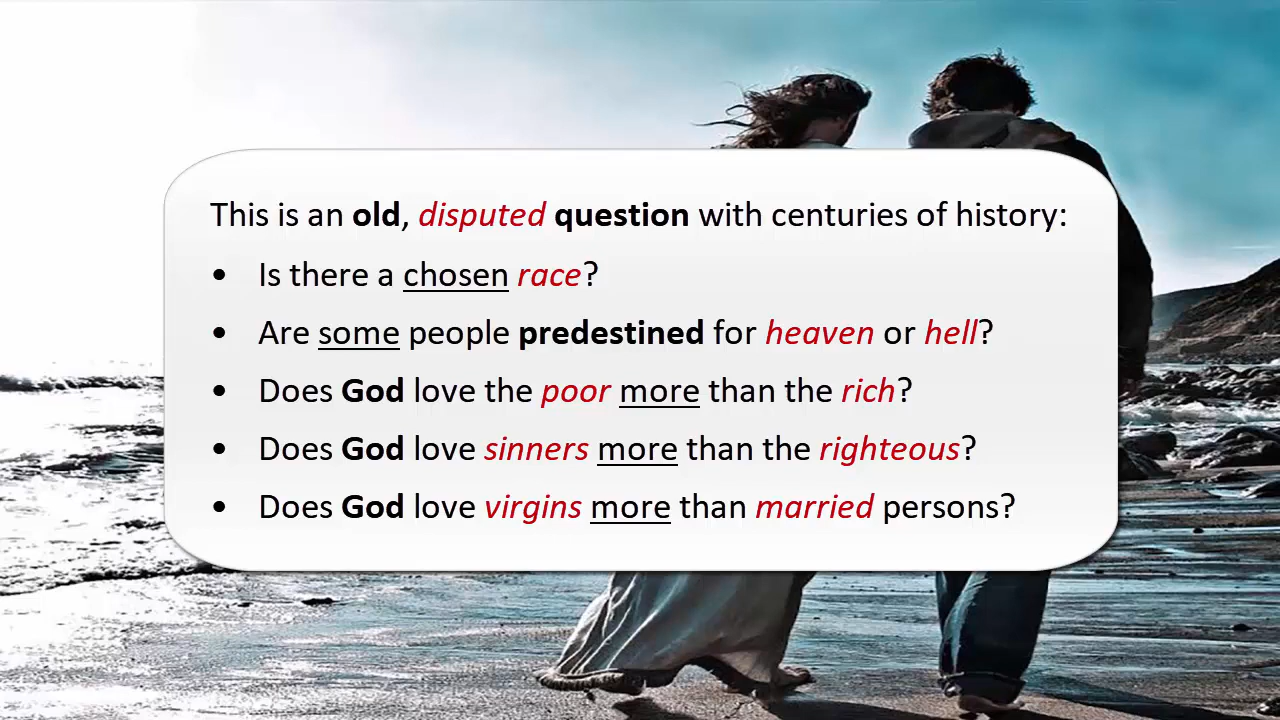 This is an old, disputed question with centuries of history:
• Is there a chosen race?
• Are some people predestined for heaven or hell?
• Does God love the poor more than the rich?
• Does God love sinners more than the righteous?
• Does God love virgins more than married persons?